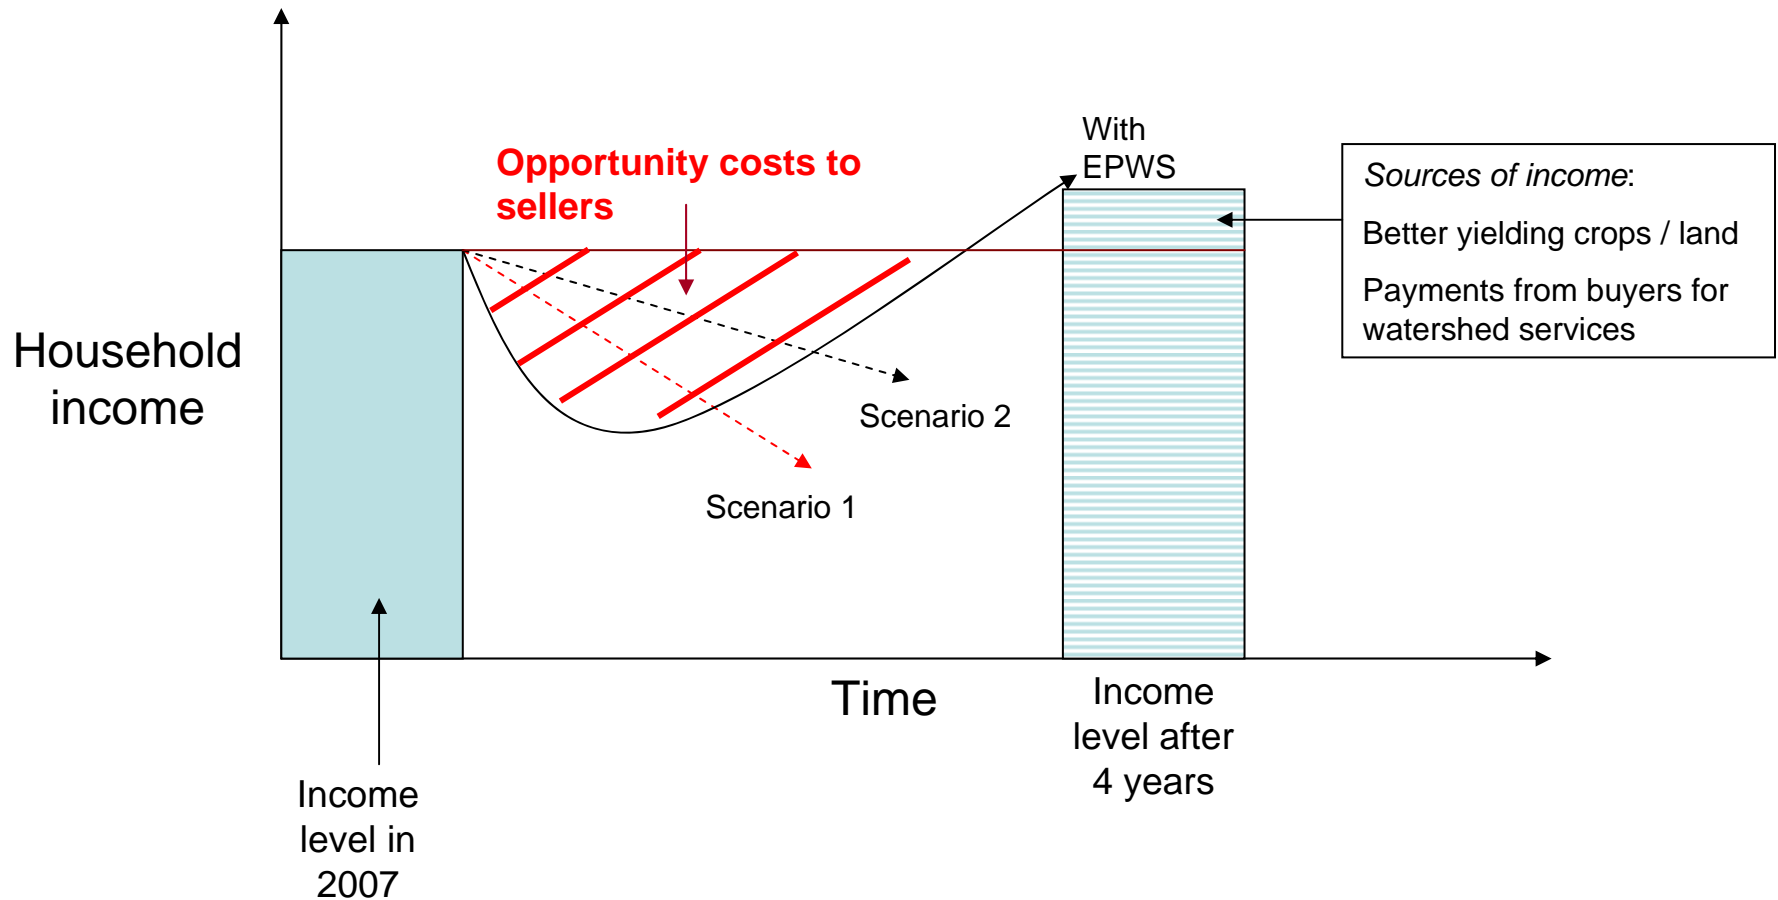 With
EPWS
Opportunity costs to
sellers
Sources of income:
Better yielding crops / land
Payments from buyers for
watershed services
Household
income
Scenario 2
Scenario 1
Time
Income
level after
4 years
Income
level in
2007